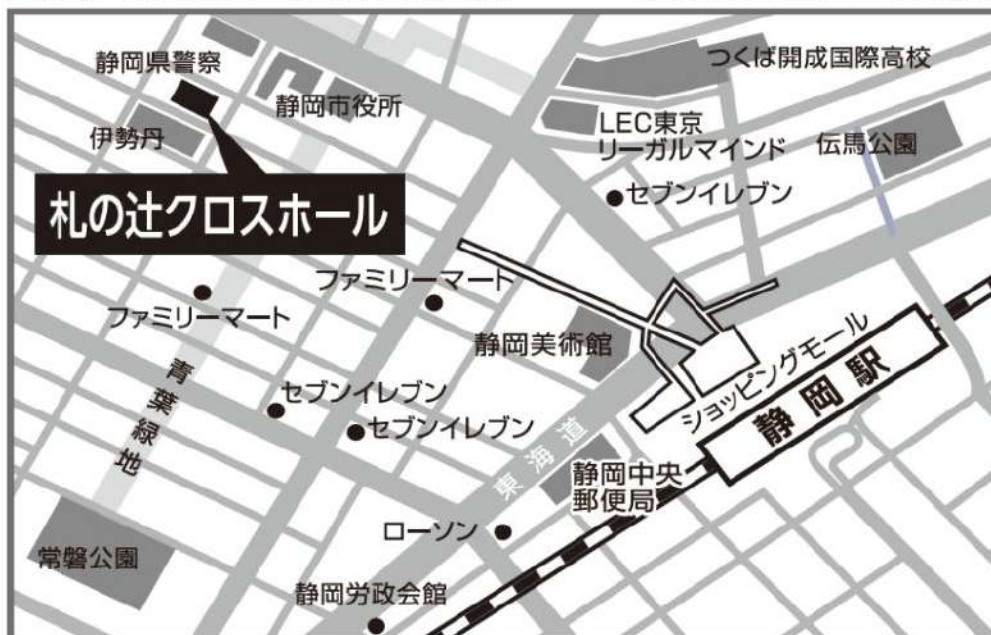 静岡県警察
つくば開成国際高校
静岡市役所
伊勢丹
LEC東京
リーガルマインド
伝馬公園
セブンイレブン
札の辻クロスホール
ファミリーマート
ファミリーマート
静岡美術館
ショッピングモール
静岡駅
青葉緑地
セブンイレブン
セブンイレブン
東海道
静岡中央
郵便局
ローソン
常磐公園
静岡労政会館